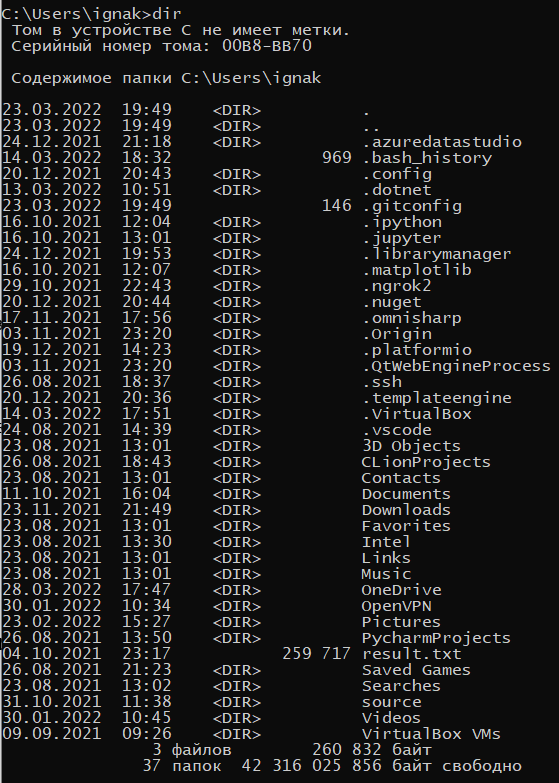 C:\Users\ignak>dir
Том в устройстве C не имеет метки.
Серийный номер тома: 00B8-BB70
Содержимое папки C:\Users\ignak
23.03.2022 19:49 <DIR> .
23.03.2022 19:49 <DIR> ..
24.12.2021 21:18 <DIR> .azuredatastudio
14.03.2022 18:32 969 .bash_history
20.12.2021 20:43 <DIR> .config
13.03.2022 10:51 <DIR> .dotnet
23.03.2022 19:49 146 .gitconfig
16.10.2021 12:04 <DIR> .ipython
16.10.2021 13:01 <DIR> .jupyter
24.12.2021 19:53 <DIR> .librarymanager
16.10.2021 12:07 <DIR> .matplotlib
29.10.2021 22:43 <DIR> .ngrok2
20.12.2021 20:44 <DIR> .nuget
17.11.2021 17:56 <DIR> .omnisharp
03.11.2021 23:20 <DIR> .Origin
19.12.2021 14:23 <DIR> .platformio
03.11.2021 23:20 <DIR> .QtWebEngineProcess
26.08.2021 18:37 <DIR> .ssh
20.12.2021 20:36 <DIR> .templateengine
14.03.2022 17:51 <DIR> .VirtualBox
24.08.2021 14:39 <DIR> .vscode
23.08.2021 13:01 <DIR> 3D Objects
26.08.2021 18:43 <DIR> CLionProjects
23.08.2021 13:01 <DIR> Contacts
11.10.2021 16:04 <DIR> Documents
23.11.2021 21:49 <DIR> Downloads
23.08.2021 13:01 <DIR> Favorites
23.08.2021 13:30 <DIR> Intel
23.08.2021 13:01 <DIR> Links
23.08.2021 13:01 <DIR> Music
28.03.2022 17:47 <DIR> OneDrive
30.01.2022 10:34 <DIR> OpenVPN
23.02.2022 15:27 <DIR> Pictures
26.08.2021 13:50 <DIR> PycharmProjects
04.10.2021 23:17 259 717 result.txt
26.08.2021 21:23 <DIR> Saved Games
23.08.2021 13:02 <DIR> Searches
31.10.2021 11:38 <DIR> source
30.01.2022 10:45 <DIR> Videos
09.09.2021 09:26 <DIR> VirtualBox VMs
3 файлов 260 832 байт
37 папок 42 316 025 856 байт свободно